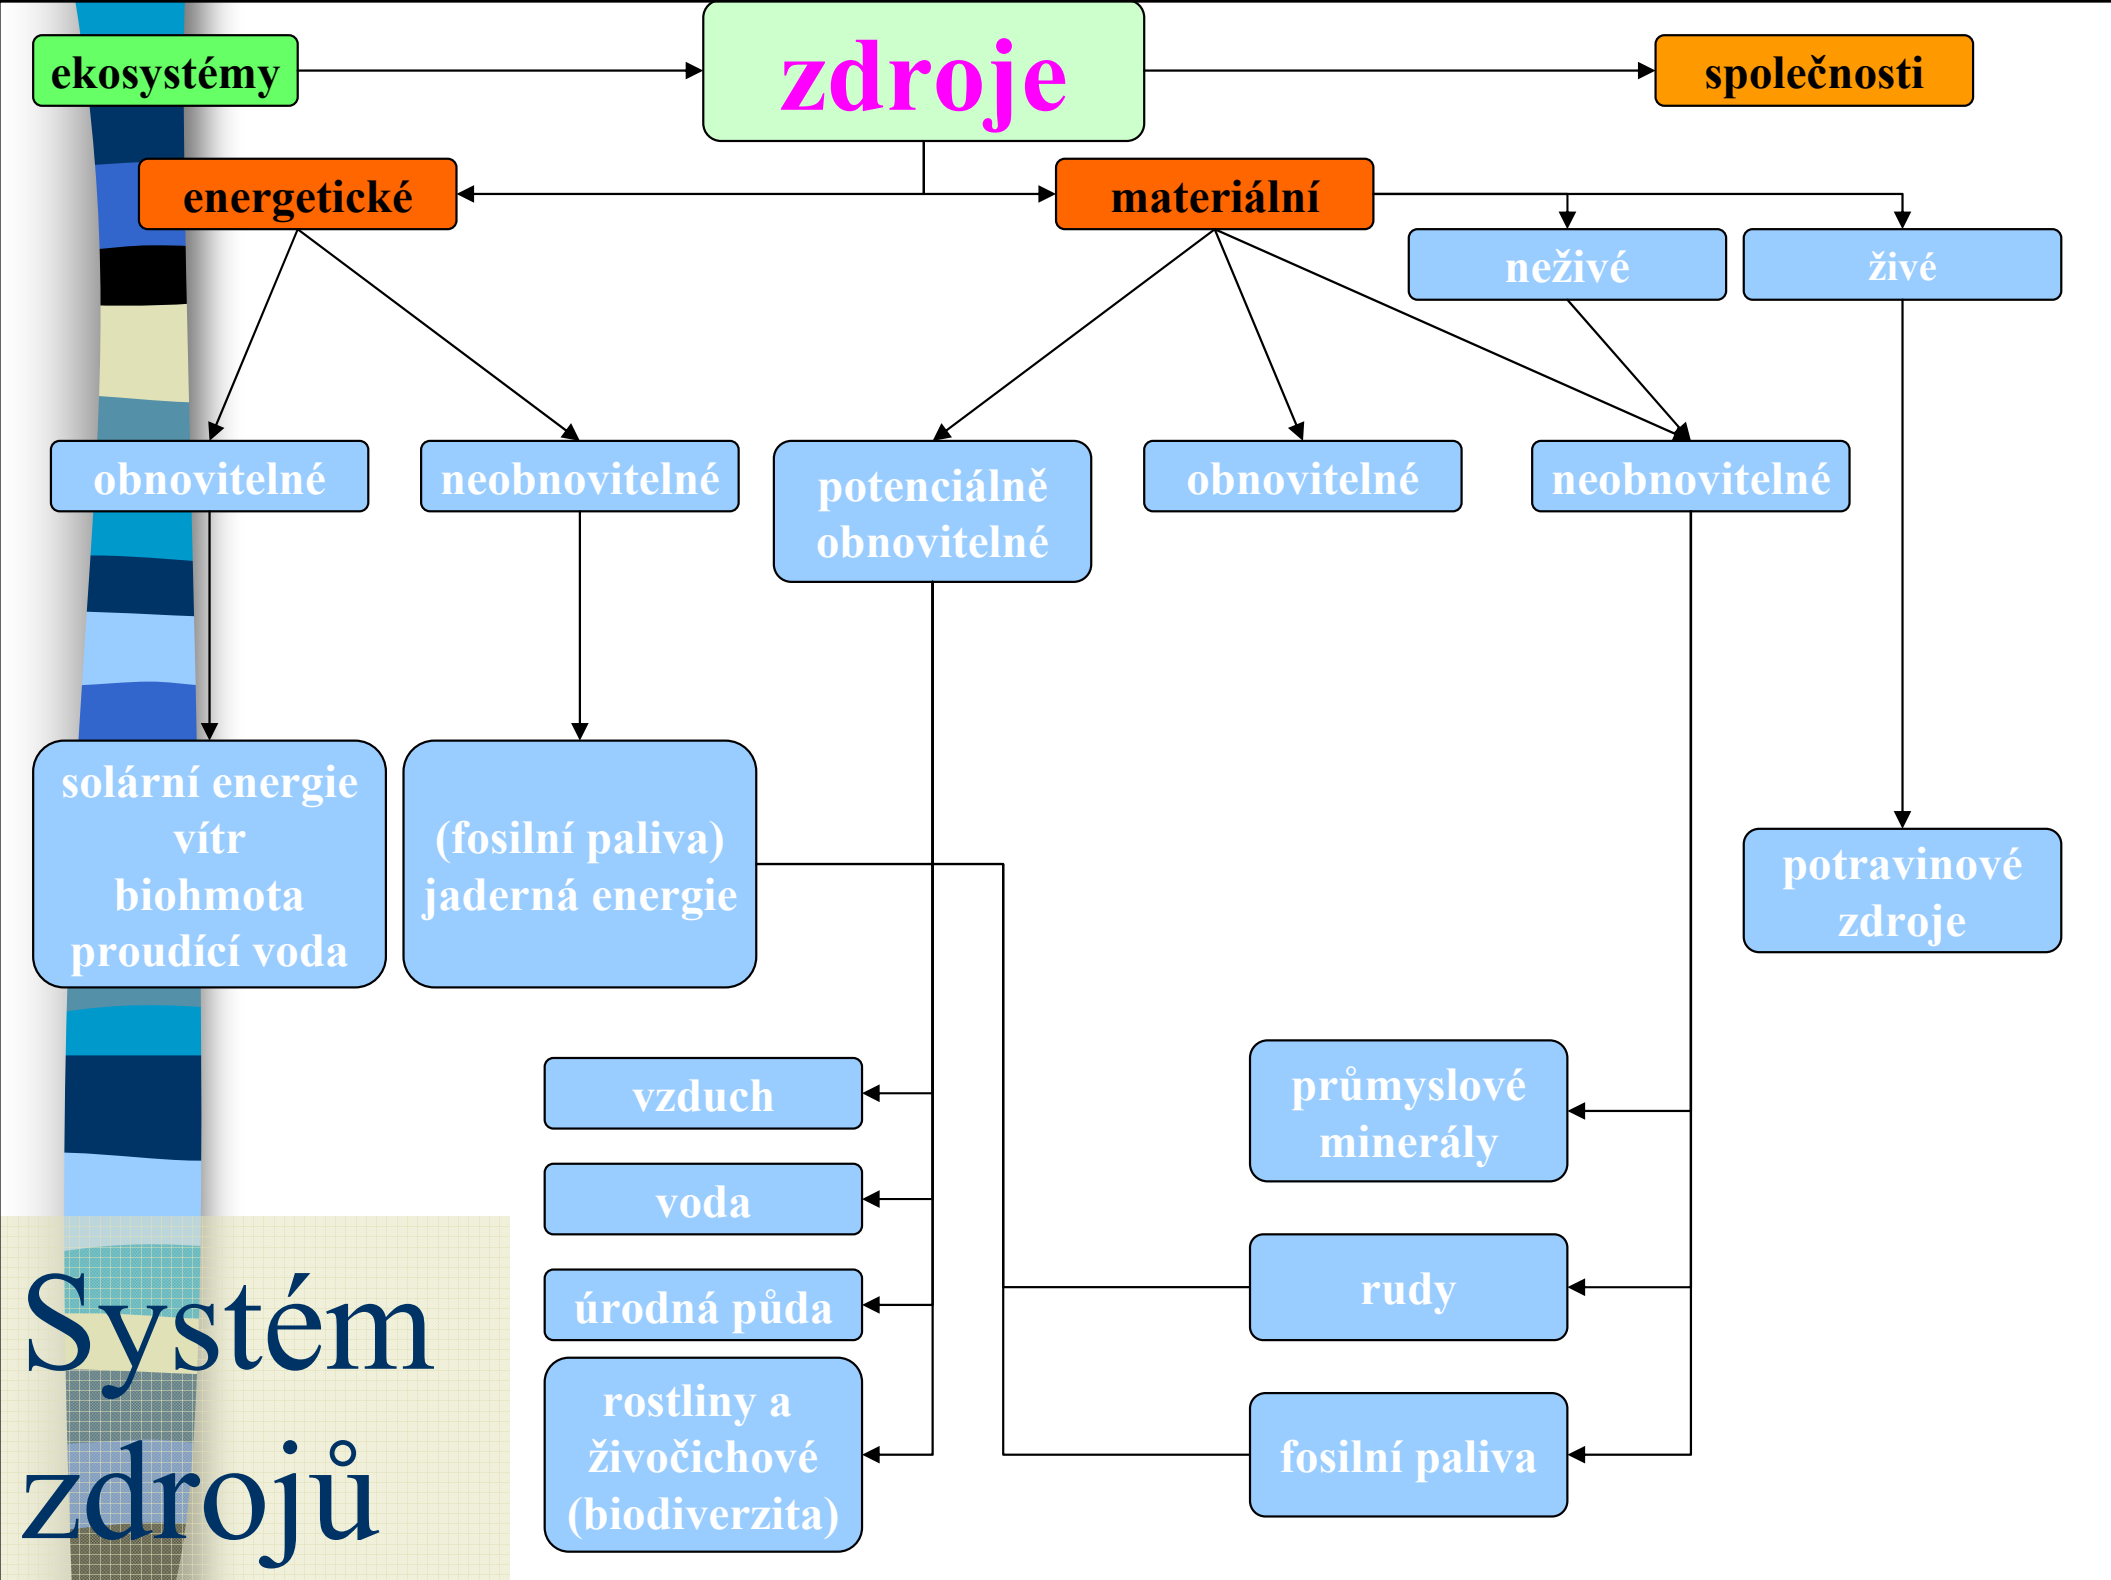 ekosystémy
zdroje
společnosti
energetické
materiální
neživé
živé
obnovitelné
neobnovitelné
potenciálně
obnovitelné
obnovitelné
neobnovitelné
solární energie
vítr
biohmota
proudící voda
(fosilní paliva)
jaderná energie
potravinové
zdroje
vzduch
voda
úrodná půda
rostliny a
živočichové
(biodiverzita)
průmyslové
minerály
rudy
fosilní paliva
Systém
zdrojů